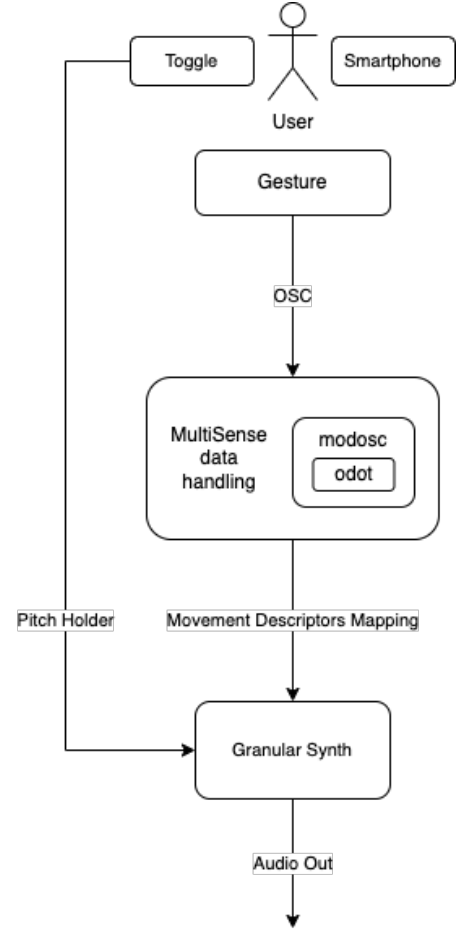 Toggle
Smartphone
User
Gesture
OSC
MultiSense
data
handling
modosc
odot
Pitch Holder
Movement Descriptors Mapping
Granular Synth
Audio Out